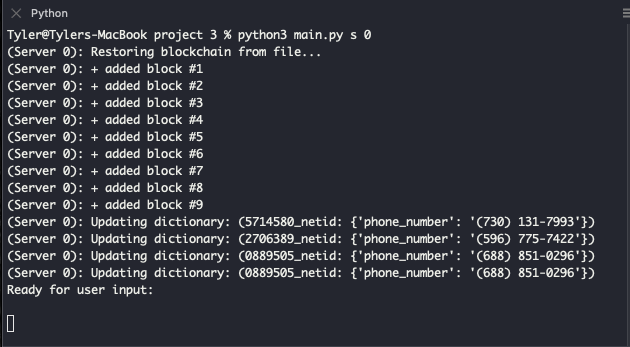 Python
Tyler@Tylers-MacBook project 3 % python3 main.py s 0
(Server 0): Restoring blockchain from file...
(Server 0): + added block #1
(Server 0): + added block #2
(Server 0): + added block #3
(Server 0): + added block #4
(Server 0): + added block #5
(Server 0): + added block #6
(Server 0): + added block #7
(Server 0): + added block #8
(Server 0): + added block #9
(Server 0): Updating dictionary: (5714580_netid: {'phone_number': '(730) 131-7993'})
(Server 0): Updating dictionary: (2706389_netid: {'phone_number': '(596) 775-7422'})
(Server 0): Updating dictionary: (0889505_netid: {'phone_number': '(688) 851-0296'})
(Server 0): Updating dictionary: (0889505_netid: {'phone_number': '(688) 851-0296'})
Ready for user input: